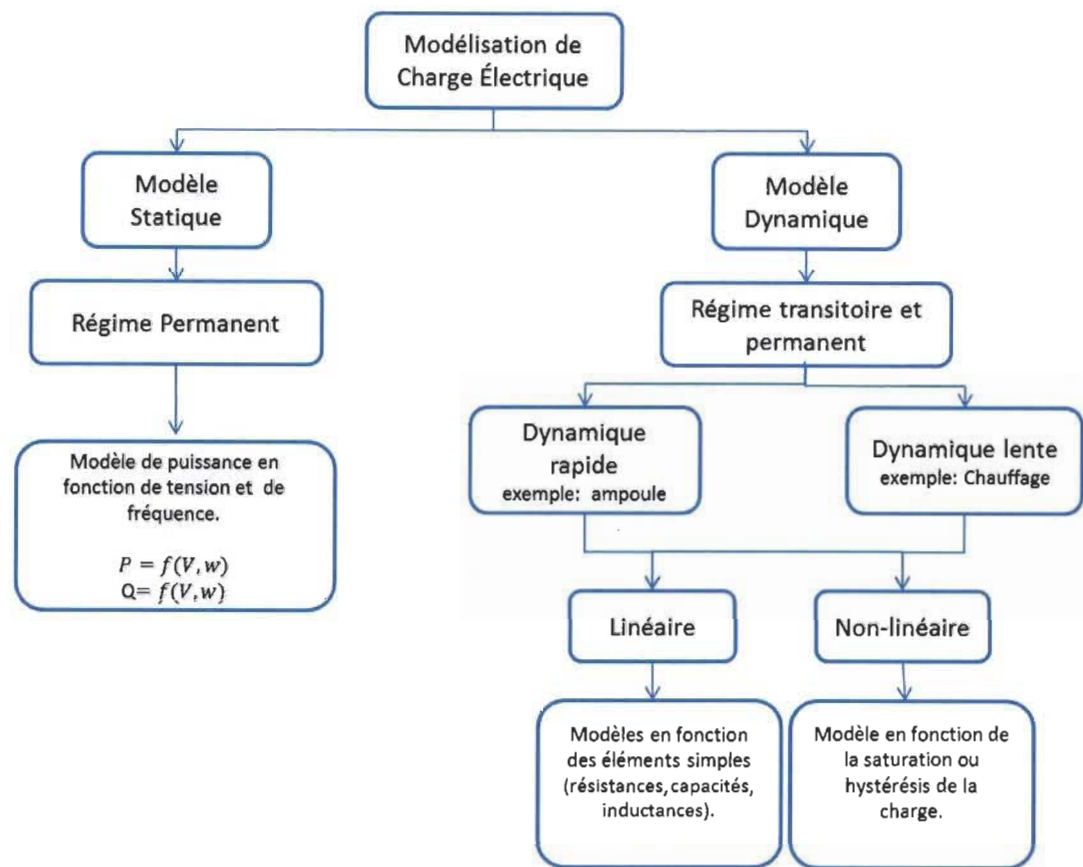 Modélisation de
Charge Électrique
Modèle
Statique
Modèle
Dynamique
Régime Permanent
Régime transitoire et
permanent
Modèle de puissance en
fonction de tension et de
fréquence.
P = f(V,w)
Q= f(V,w)
Dynamique
rapide
exemple: ampoule
Dynamique lente
exemple: Chauffage
Linéaire
Non-linéaire
Modèles en fonction
des éléments simples
(résistances, capacités,
inductances).
Modèle en fonction de
la saturation ou
hystérésis de la
charge.